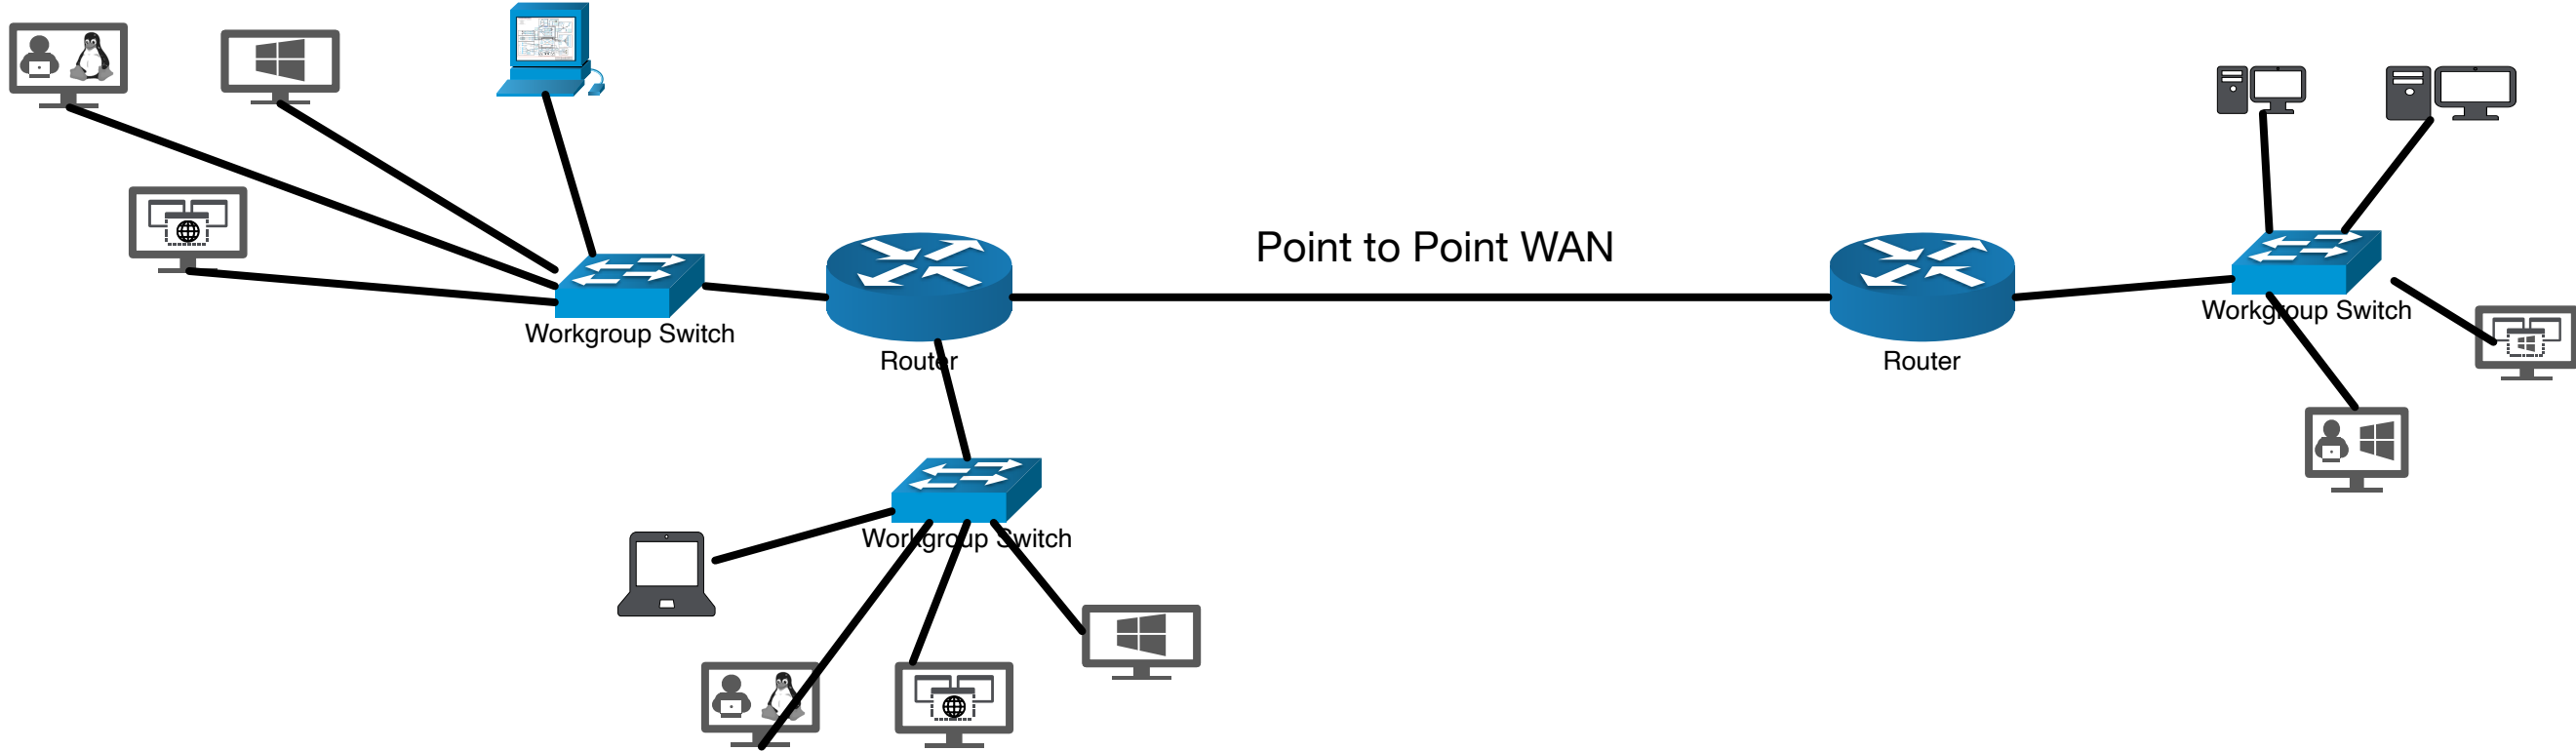 Point to Point WAN
Workgroup Switch
Router
Router
Workgroup Switch
Workgroup Switch